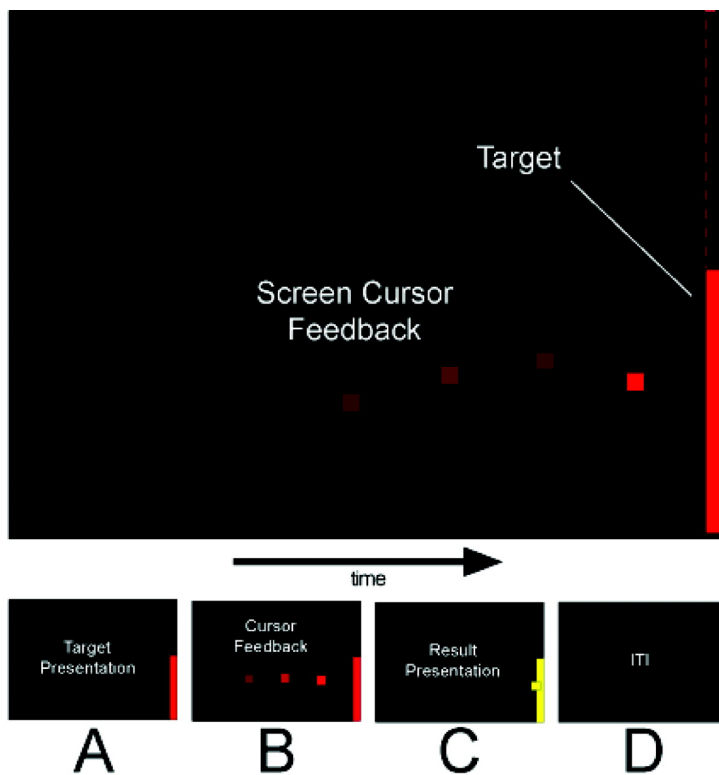 Target
Screen Cursor
Feedback
time
Target
Presentation
Cursor
Feedback
Result
Presentation
ITI
A
B
C
D